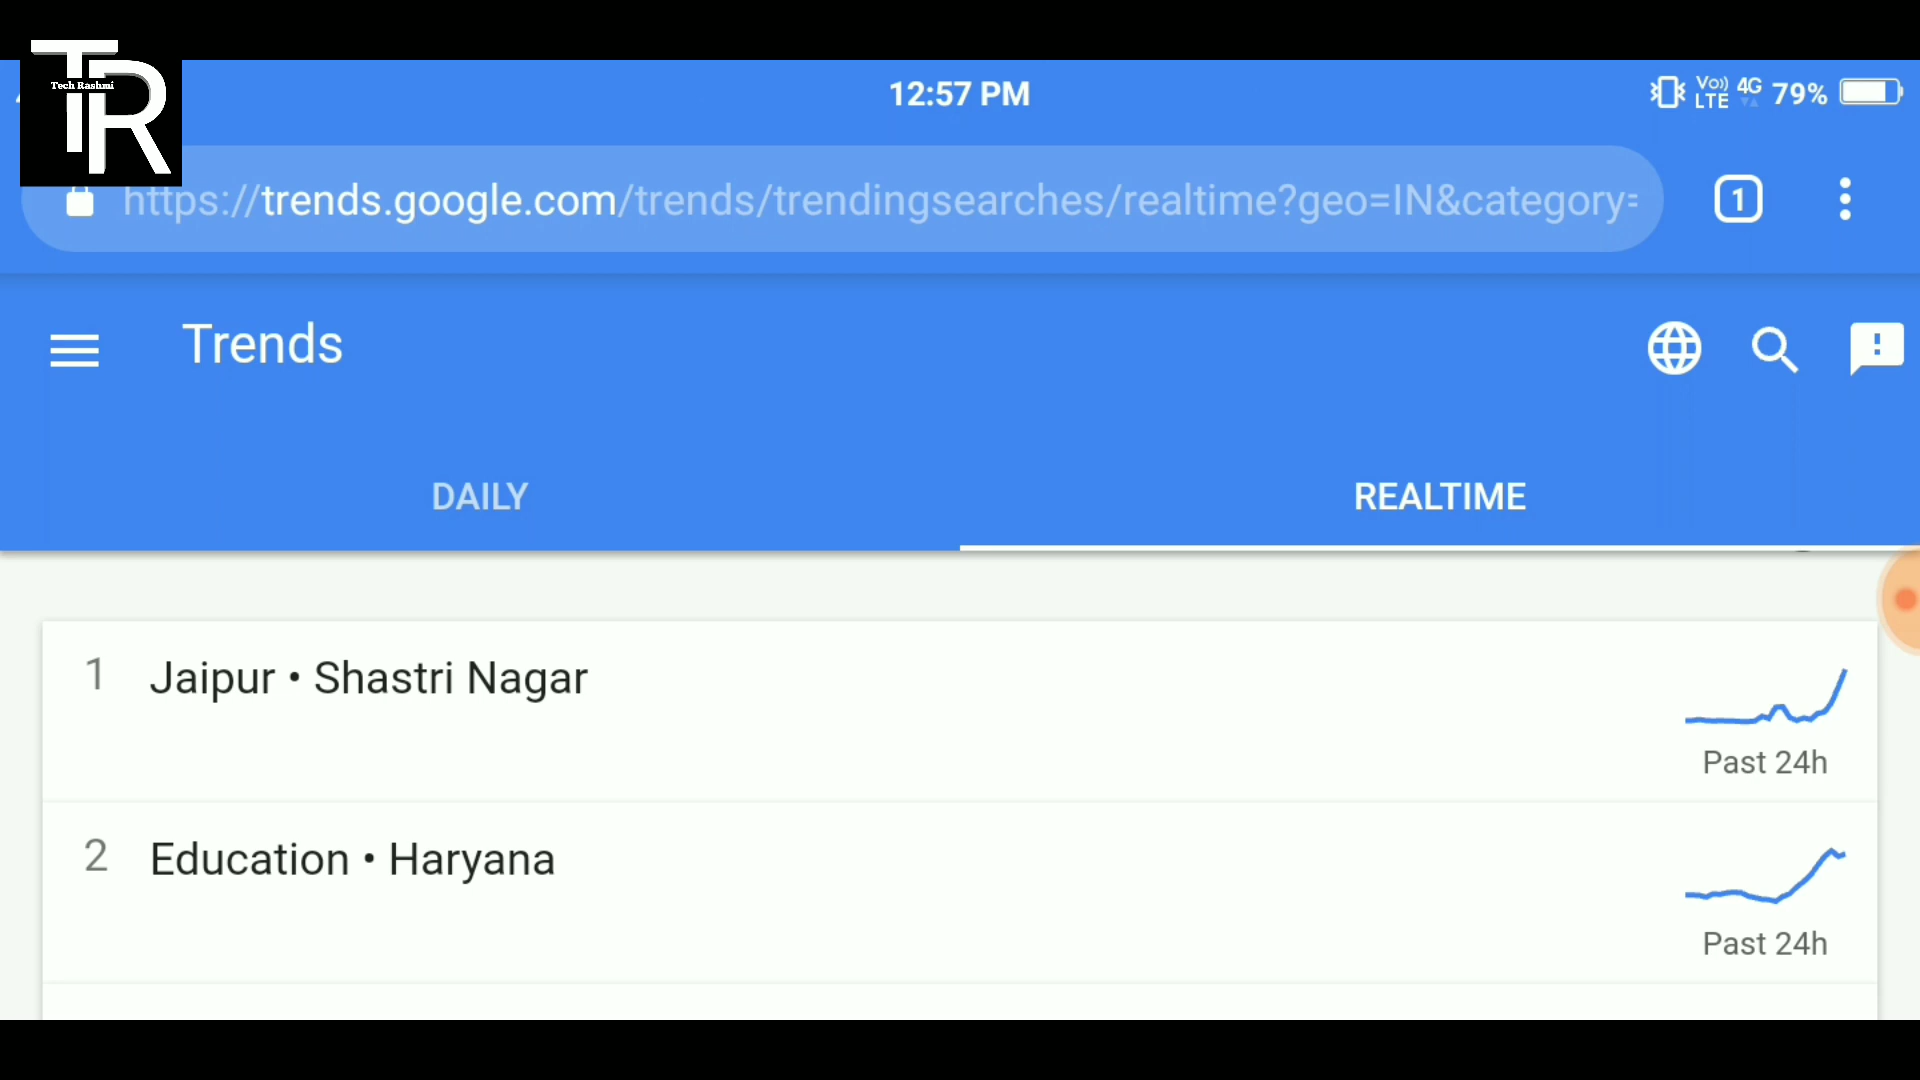 TR
Tech Rashmi
12:57 PM
Vo)) LTE 4G 79%
https://trends.google.com/trends/trendingsearches/realtime?geo=IN&category=
1
Trends
DAILY
REALTIME
1 Jaipur • Shastri Nagar
Past 24h
2 Education • Haryana
Past 24h